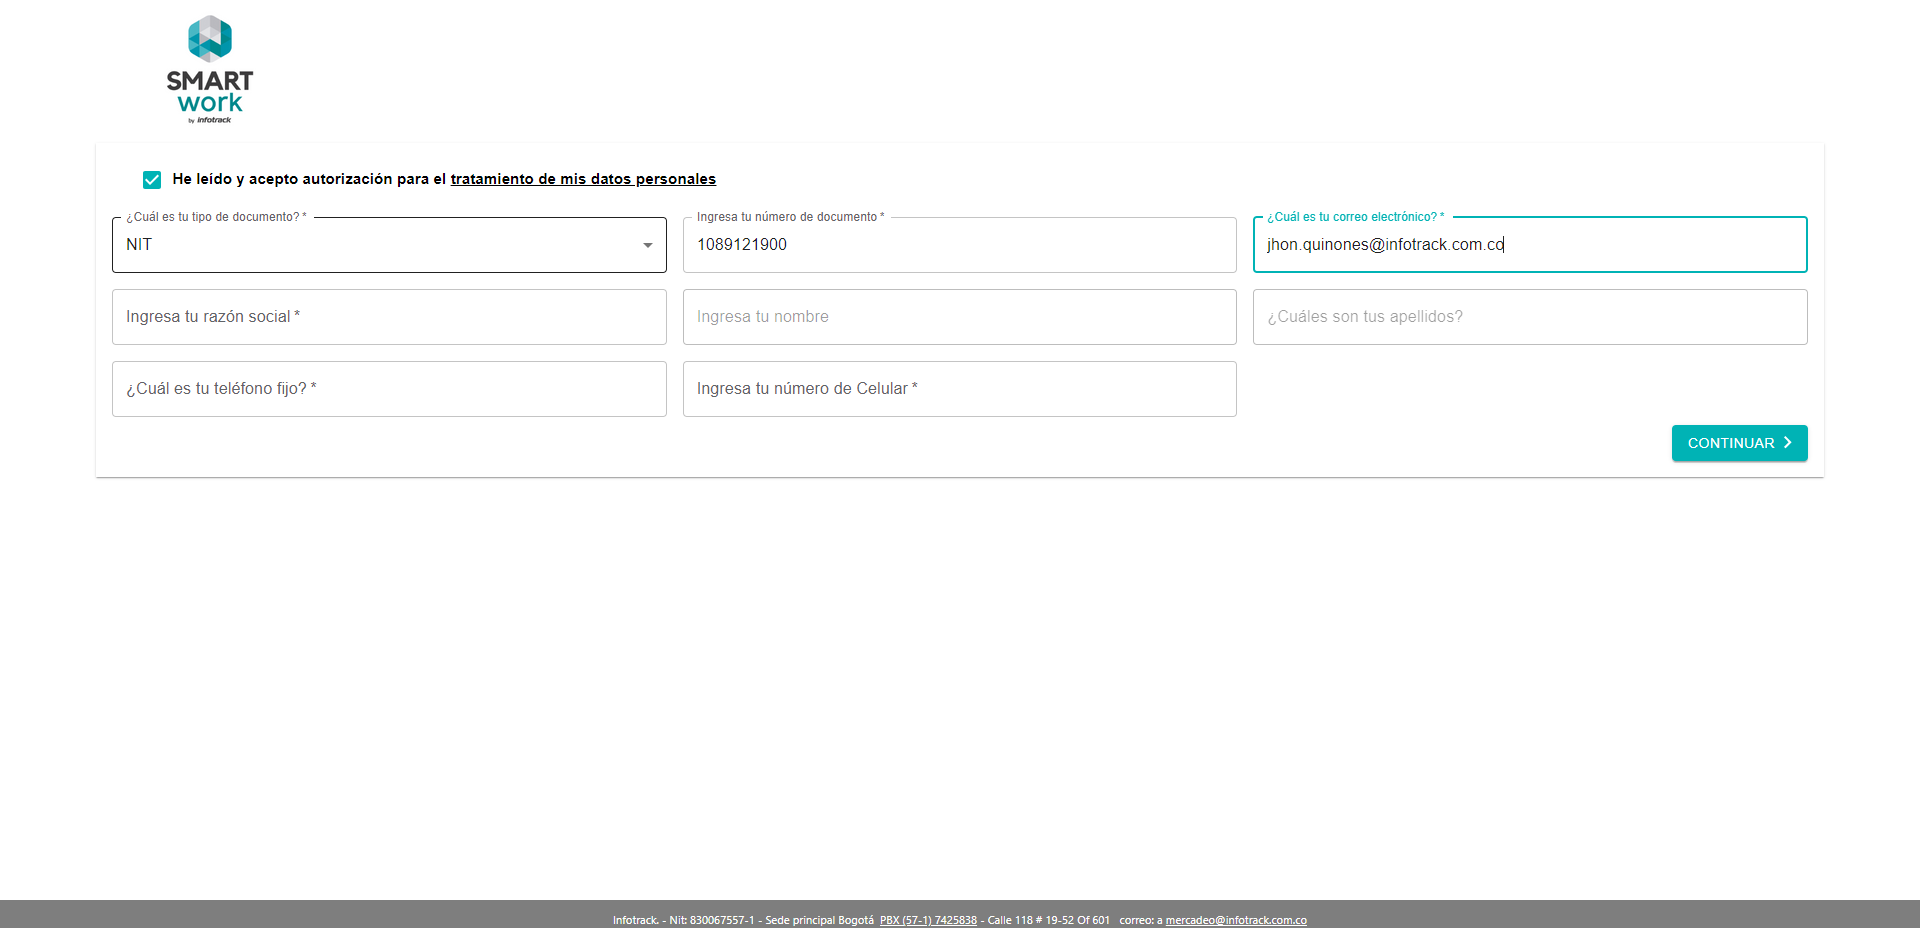 SMART
work
by infotrack
He leído y acepto autorización para el tratamiento de mis datos personales
¿Cuál es tu tipo de documento? *
NIT
Ingresa tu número de documento *
1089121900
¿Cuál es tu correo electrónico? *
jhon.quinones@infotrack.com.co
Ingresa tu razón social *
Ingresa tu nombre
¿Cuáles son tus apellidos?
¿Cuál es tu teléfono fijo? *
Ingresa tu número de Celular *
CONTINUAR
Infotrack. - Nit: 830067557-1 - Sede principal Bogotá PBX (57-1) 7425838 - Calle 118 # 19-52 Of 601 correo: a mercadeo@infotrack.com.co